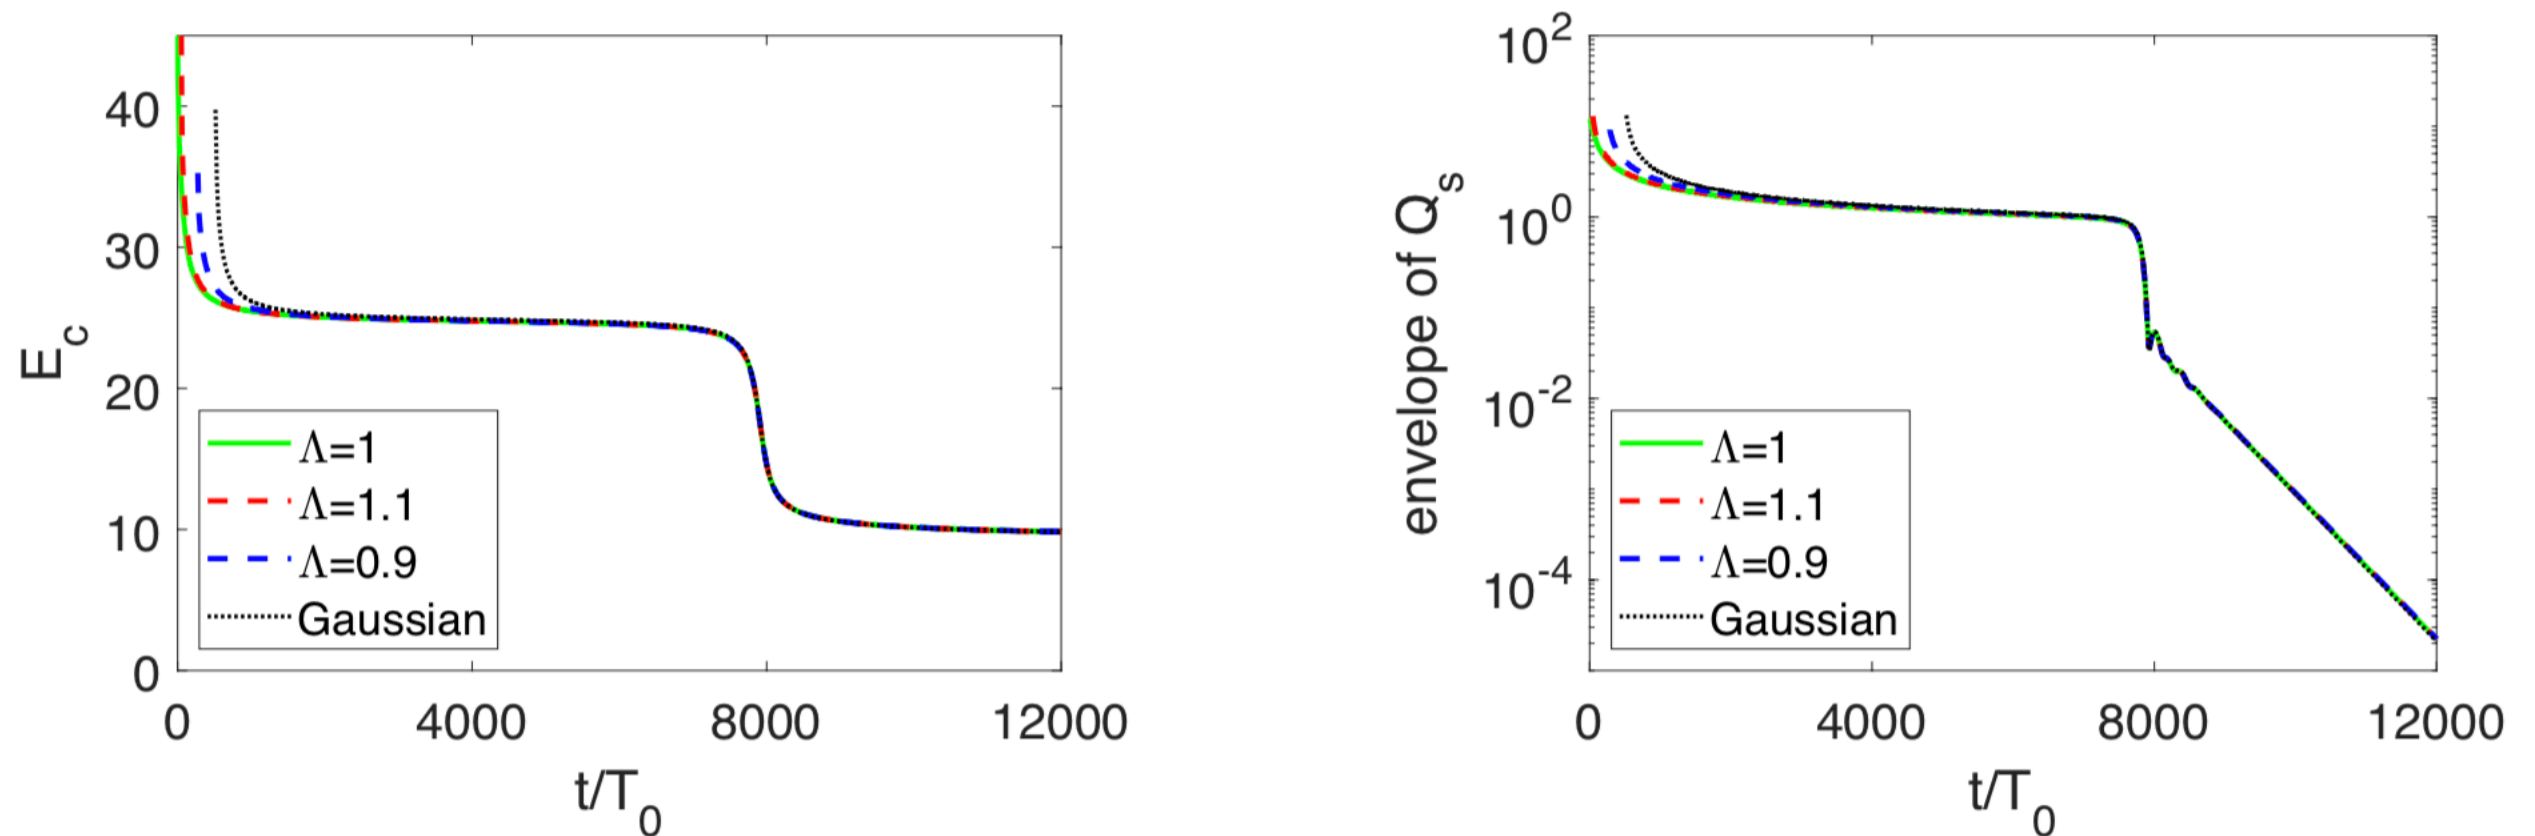 40
30
20
10
0
E_c
Λ=1
Λ=1.1
Λ=0.9
Gaussian
0 4000 8000 12000
t/T_0
10^2
10^0
10^-2
10^-4
envelope of Q_s
Λ=1
Λ=1.1
Λ=0.9
Gaussian
0 4000 8000 12000
t/T_0